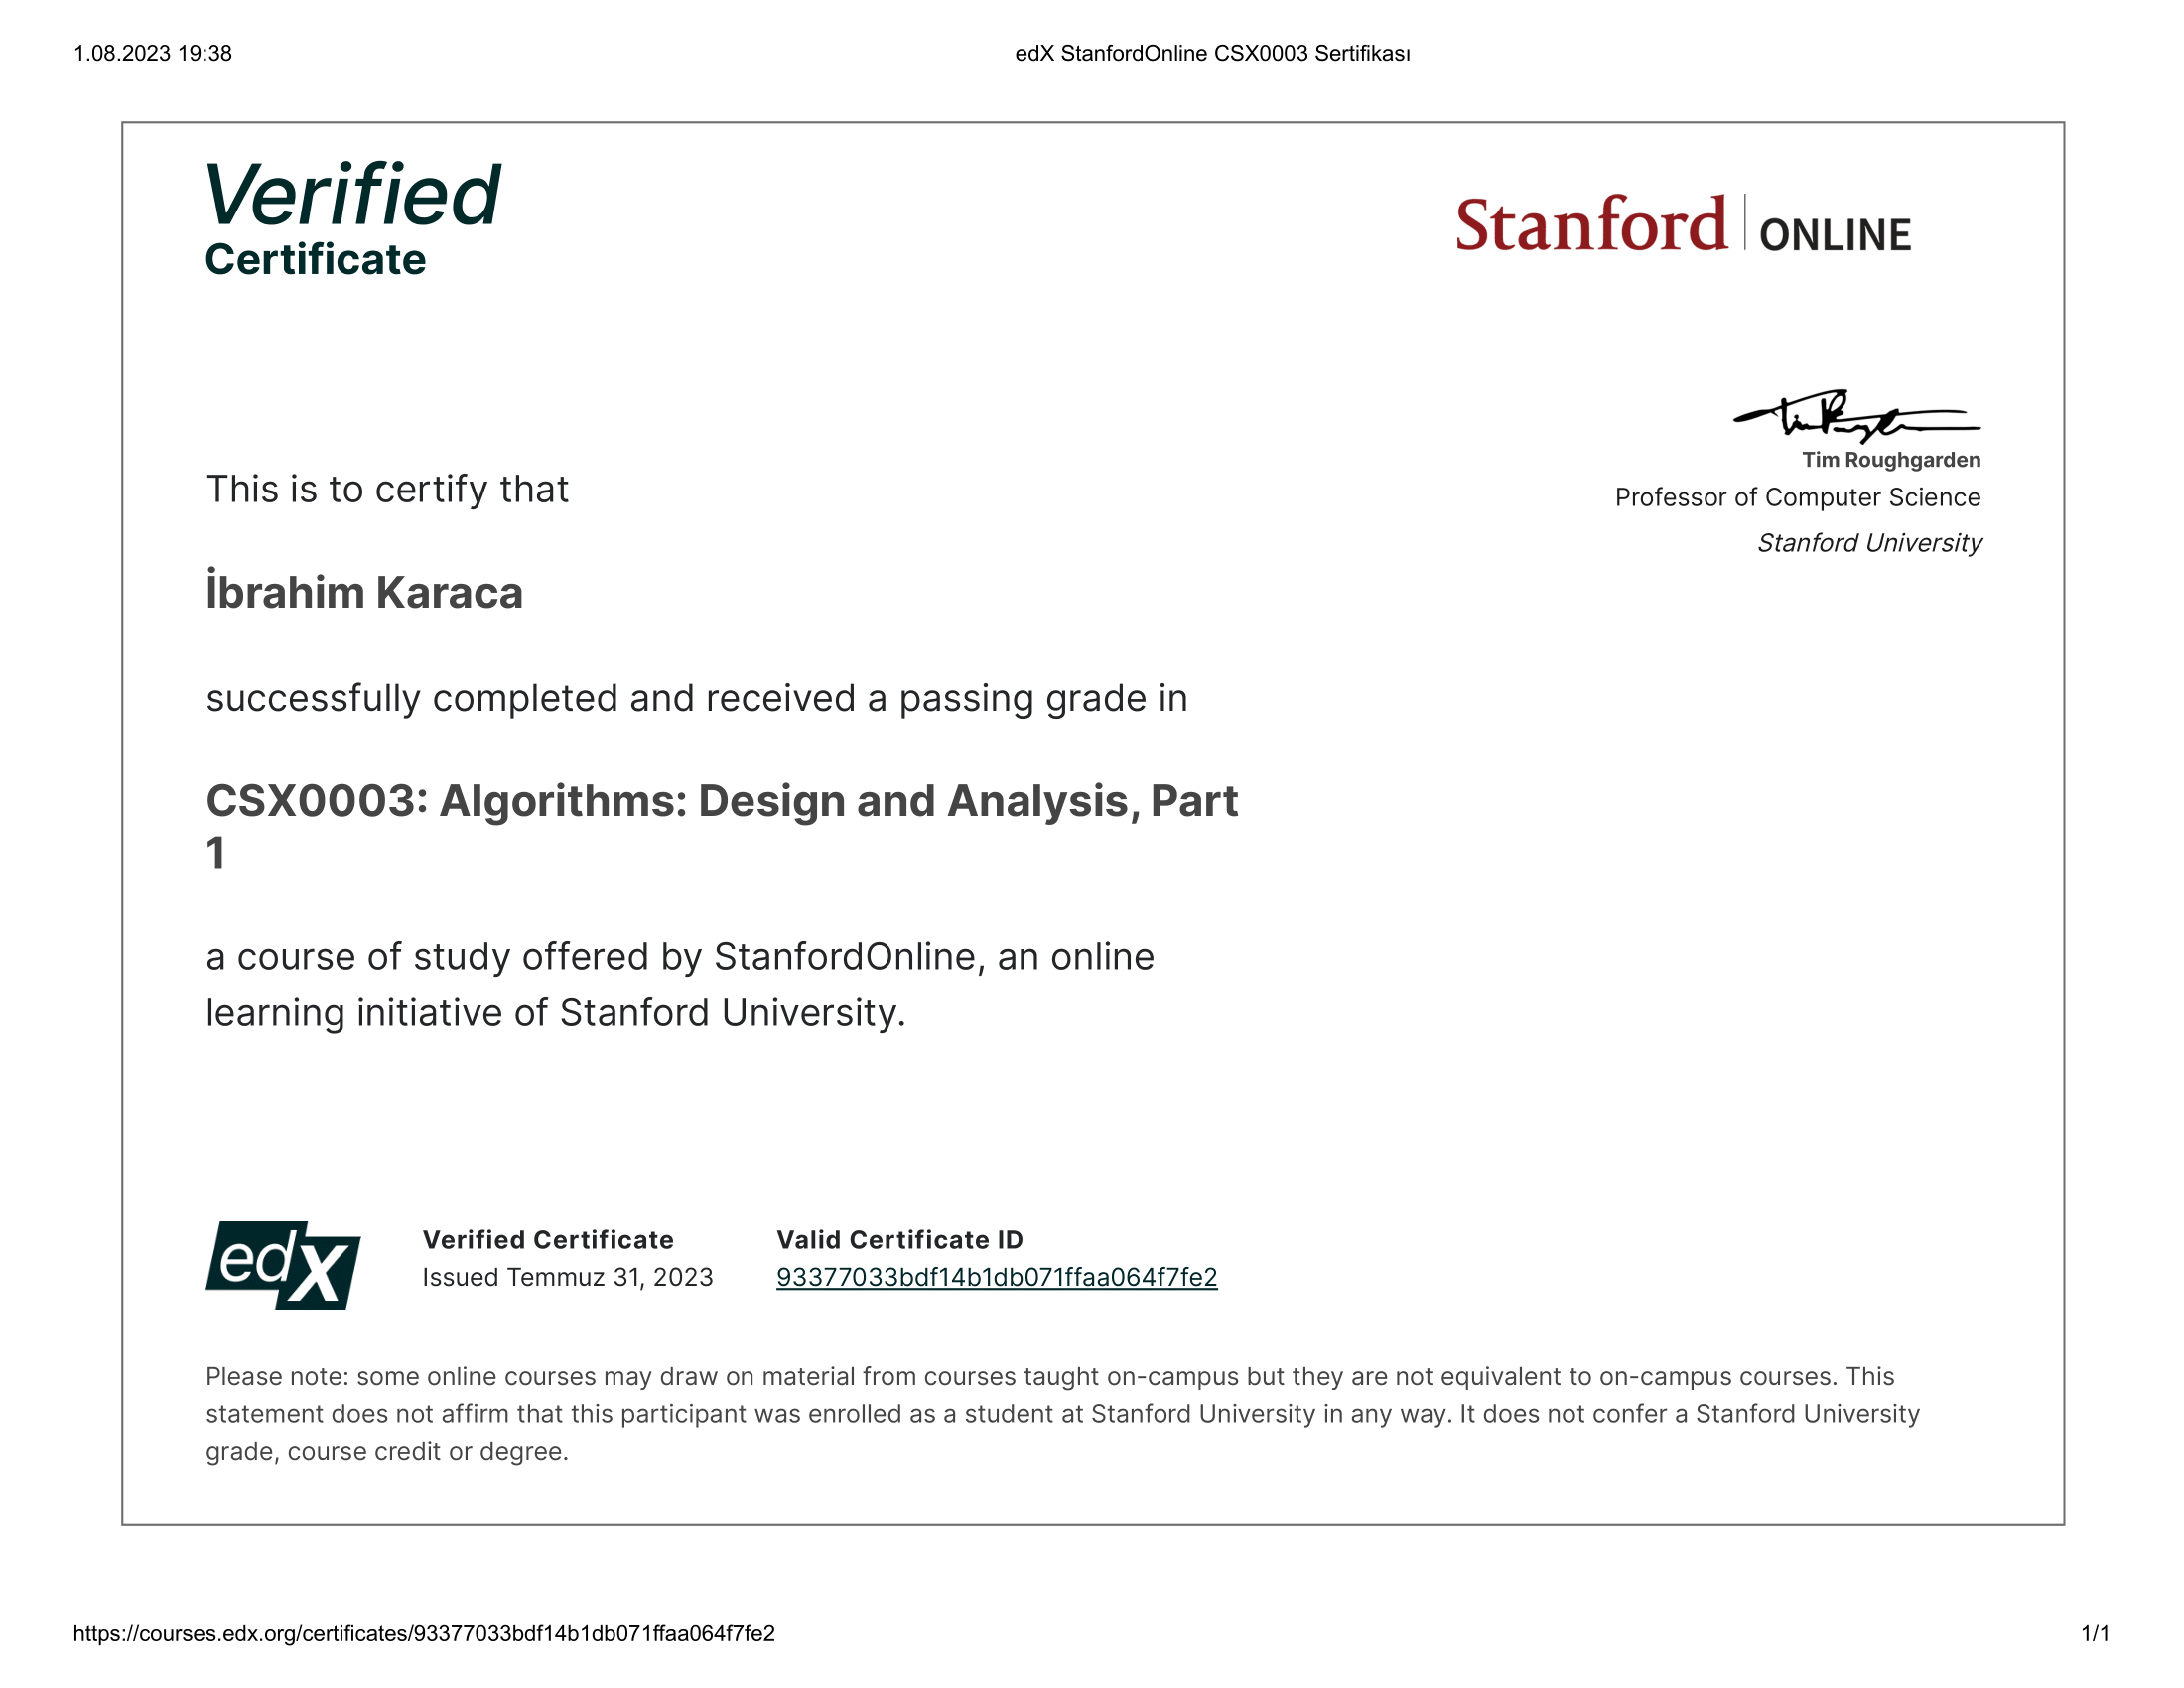 1.08.2023 19:38
edX StanfordOnline CSX0003 Sertifikası
Verified
Certificate
Stanford | ONLINE
Tim Roughgarden
Professor of Computer Science
Stanford University
This is to certify that
İbrahim Karaca
successfully completed and received a passing grade in
CSX0003: Algorithms: Design and Analysis, Part
1
a course of study offered by StanfordOnline, an online
learning initiative of Stanford University.
edX
Verified Certificate
Issued Temmuz 31, 2023
Valid Certificate ID
93377033bdf14b1db071ffaa064f7fe2
Please note: some online courses may draw on material from courses taught on-campus but they are not equivalent to on-campus courses. This
statement does not affirm that this participant was enrolled as a student at Stanford University in any way. It does not confer a Stanford University
grade, course credit or degree.
https://courses.edx.org/certificates/93377033bdf14b1db071ffaa064f7fe2
1/1